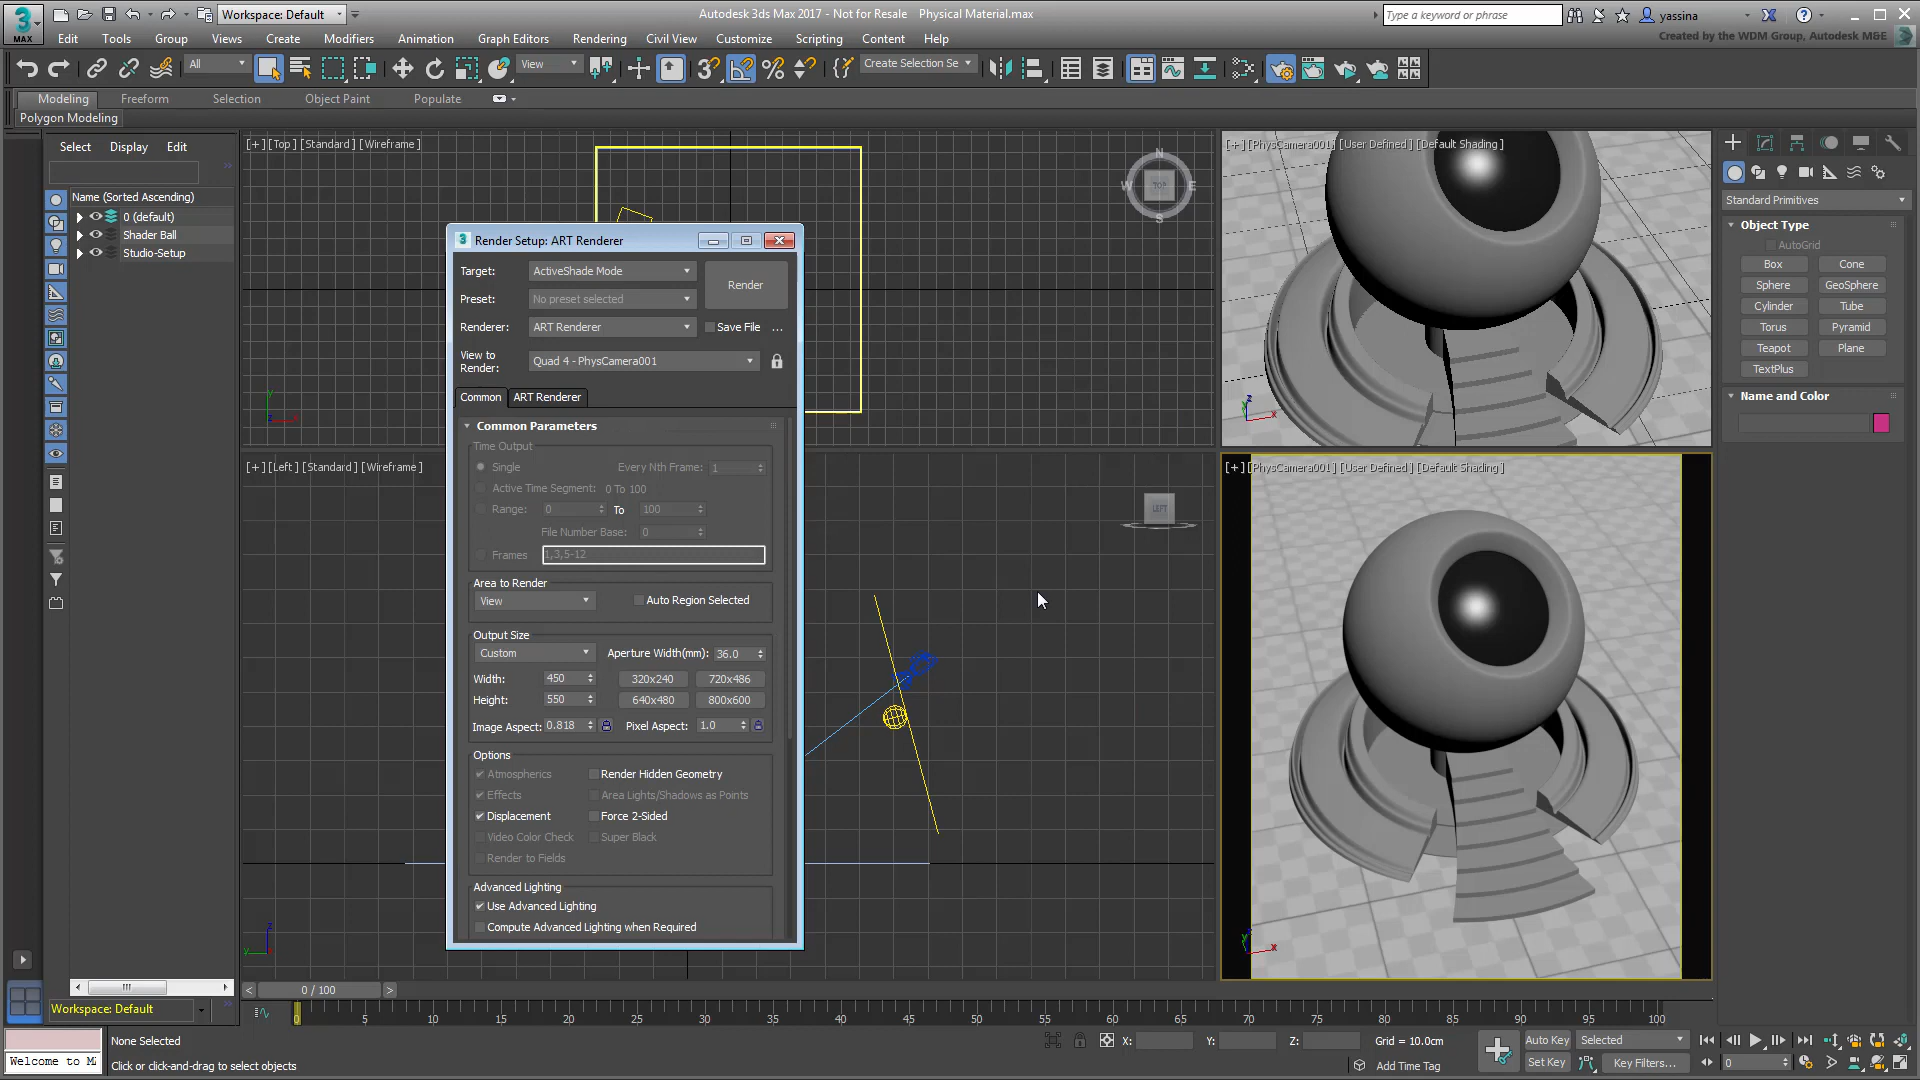 Workspace: Default
Autodesk 3ds Max 2017 - Not for Resale    Physical Material.max
Type a keyword or phrase
yassina
MAX
Edit Tools Group Views Create Modifiers Animation Graph Editors Rendering Civil View Customize Scripting Content Help
Created by the WDM Group, Autodesk M&E
All
View
Create Selection Se
Modeling Freeform Selection Object Paint Populate
Polygon Modeling
Select Display Edit
Name (Sorted Ascending)
0 (default)
Shader Ball
Studio-Setup
[+] [Top] [Standard] [Wireframe]
N
W TOP E
S
[+] [PhysCamera001] [User Defined] [Default Shading]
[+] [Left] [Standard] [Wireframe]
LEFT
[+] [PhysCamera001] [User Defined] [Default Shading]
Render Setup: ART Renderer
Target: ActiveShade Mode
Render
Preset: No preset selected
Renderer: ART Renderer
Save File ...
View to Render: Quad 4 - PhysCamera001
Common ART Renderer
Common Parameters
Time Output
Single Every Nth Frame: 1
Active Time Segment: 0 To 100
Range: 0 To 100
File Number Base: 0
Frames 1,3,5-12
Area to Render
View Auto Region Selected
Output Size
Custom Aperture Width(mm): 36.0
Width: 450 320x240 720x486
Height: 550 640x480 800x600
Image Aspect: 0.818 Pixel Aspect: 1.0
Options
Atmospherics Render Hidden Geometry
Effects Area Lights/Shadows as Points
Displacement Force 2-Sided
Video Color Check Super Black
Render to Fields
Advanced Lighting
Use Advanced Lighting
Compute Advanced Lighting when Required
Standard Primitives
Object Type
AutoGrid
Box Cone
Sphere GeoSphere
Cylinder Tube
Torus Pyramid
Teapot Plane
TextPlus
Name and Color
Workspace: Default
0 / 100
5 10 15 20 25 30 35 40 45 50 55 60 65 70 75 80 85 90 95 100
None Selected
X: Y: Z: Grid = 10.0cm
Auto Key Selected
Welcome to M
Click or click-and-drag to select objects
Add Time Tag
Set Key Key Filters... 0